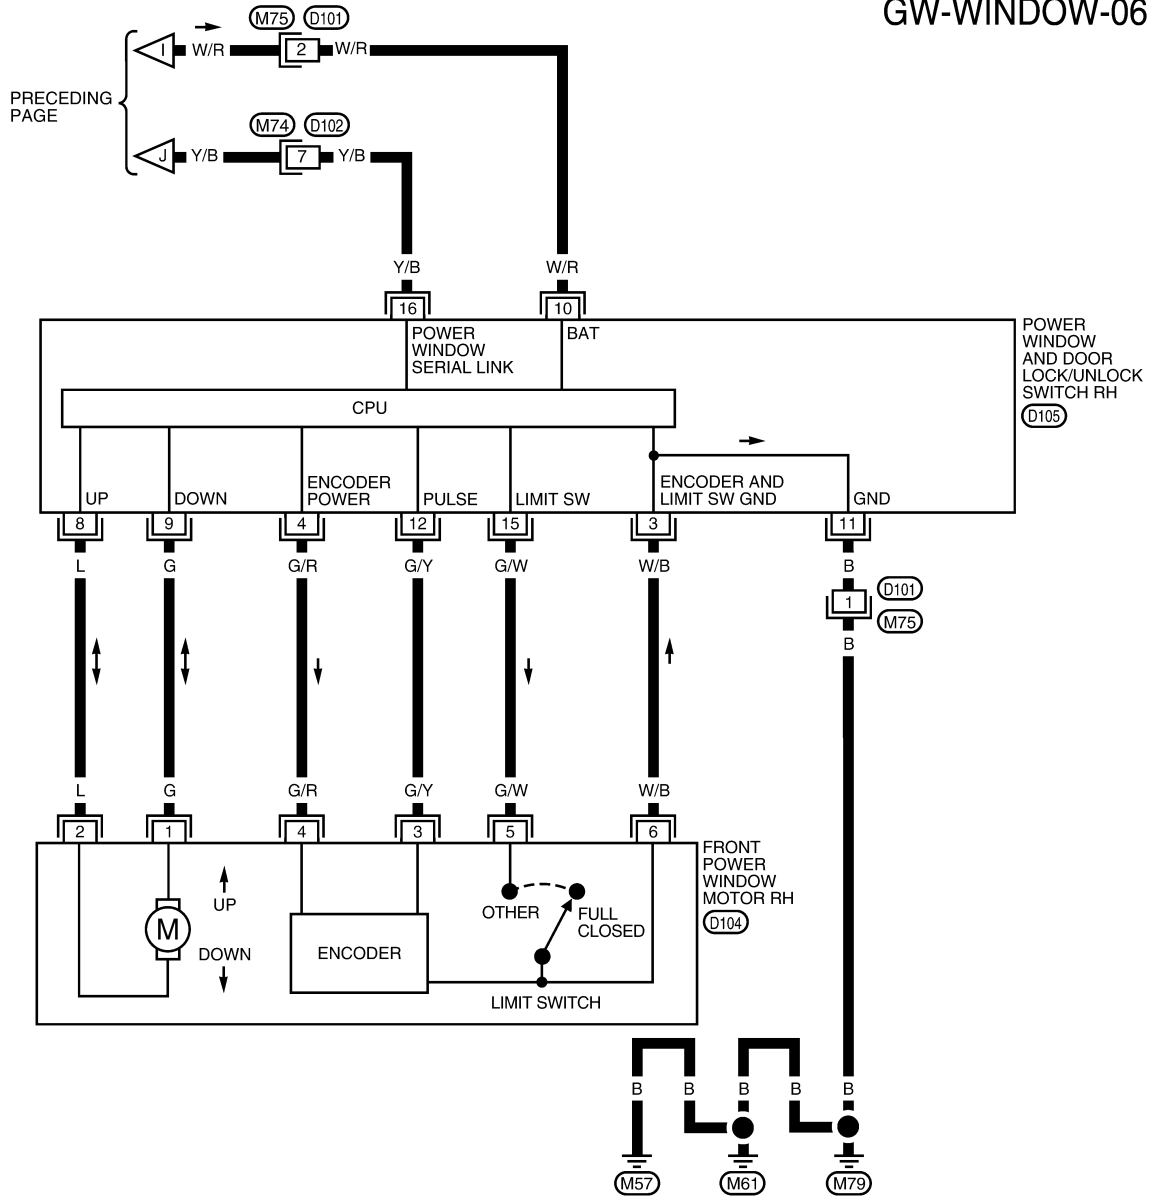 GW-WINDOW-06
M75 D101
I W/R 2 W/R
PRECEDING
PAGE
M74 D102
J Y/B 7 Y/B
Y/B W/R
16 10
POWER
WINDOW
SERIAL LINK
BAT
POWER
WINDOW
AND DOOR
LOCK/UNLOCK
SWITCH RH
D105
CPU
UP
DOWN
ENCODER
POWER
PULSE
LIMIT SW
ENCODER AND
LIMIT SW GND
GND
8 9 4 12 15 3 11
L G G/R G/Y G/W W/B B
1
D101
M75
B
L G G/R G/Y G/W W/B
2 1 4 3 5 6
FRONT
POWER
WINDOW
MOTOR RH
D104
M
UP
DOWN
ENCODER
OTHER
FULL
CLOSED
LIMIT SWITCH
B B B B B
M57 M61 M79